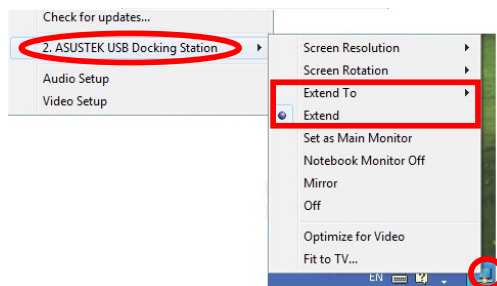 Check for updates...
2. ASUSTEK USB Docking Station
Audio Setup
Video Setup
Screen Resolution
Screen Rotation
Extend To
Extend
Set as Main Monitor
Notebook Monitor Off
Mirror
Off
Optimize for Video
Fit to TV...
EN